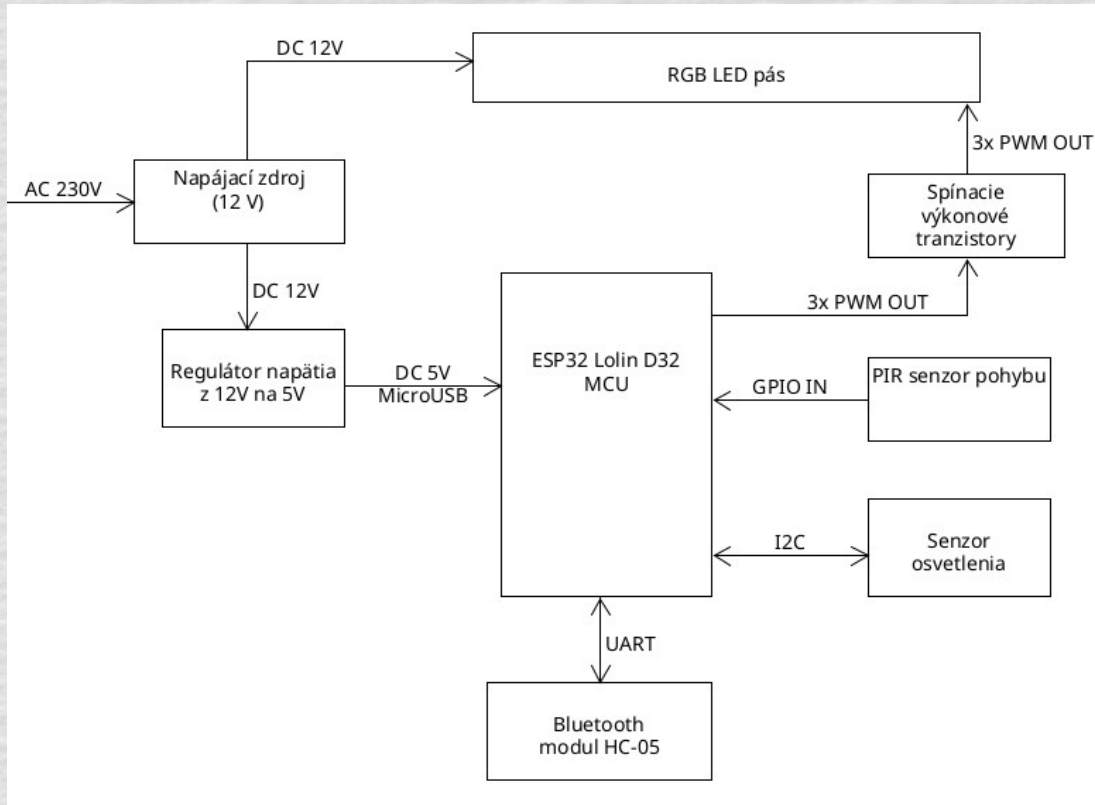 DC 12V
RGB LED pás
3x PWM OUT
AC 230V
Napájací zdroj
(12 V)
Spínacie
výkonové
tranzistory
DC 12V
3x PWM OUT
Regulátor napätia
z 12V na 5V
DC 5V
MicroUSB
ESP32 Lolin D32
MCU
GPIO IN
PIR senzor pohybu
I2C
Senzor
osvetlenia
UART
Bluetooth
modul HC-05